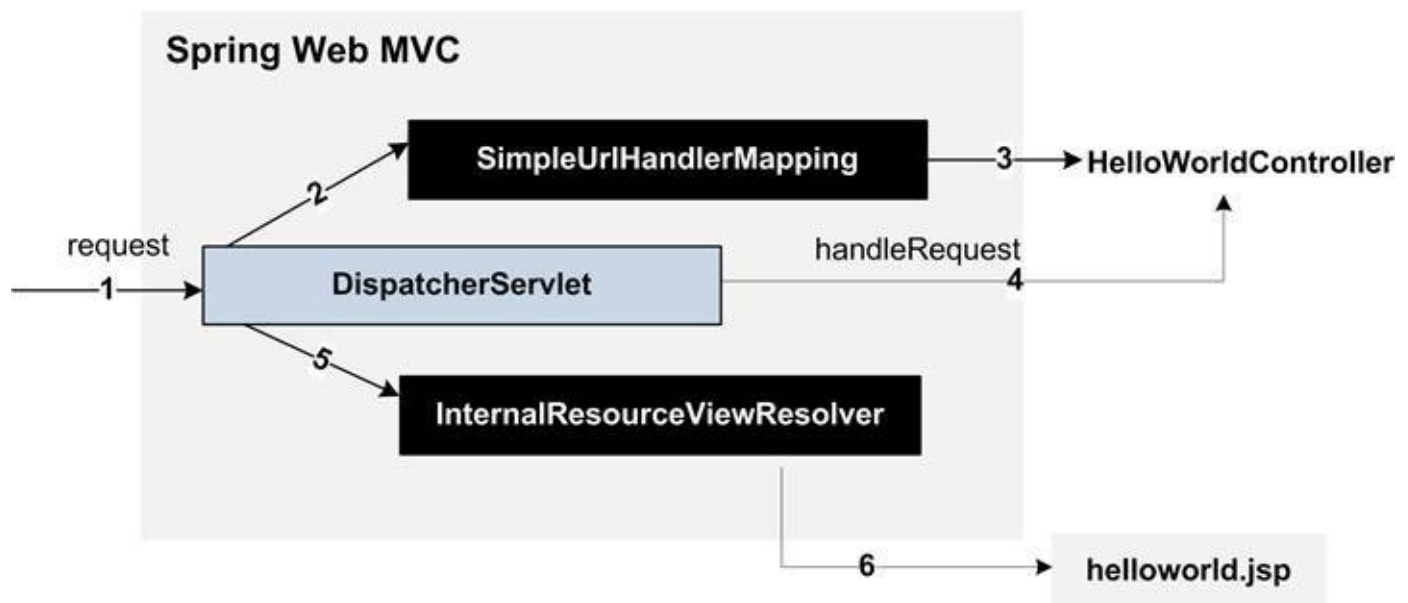 Spring Web MVC
SimpleUrlHandlerMapping
3
HelloWorldController
2
request
1
DispatcherServlet
handleRequest
4
5
InternalResourceViewResolver
6
helloworld.jsp